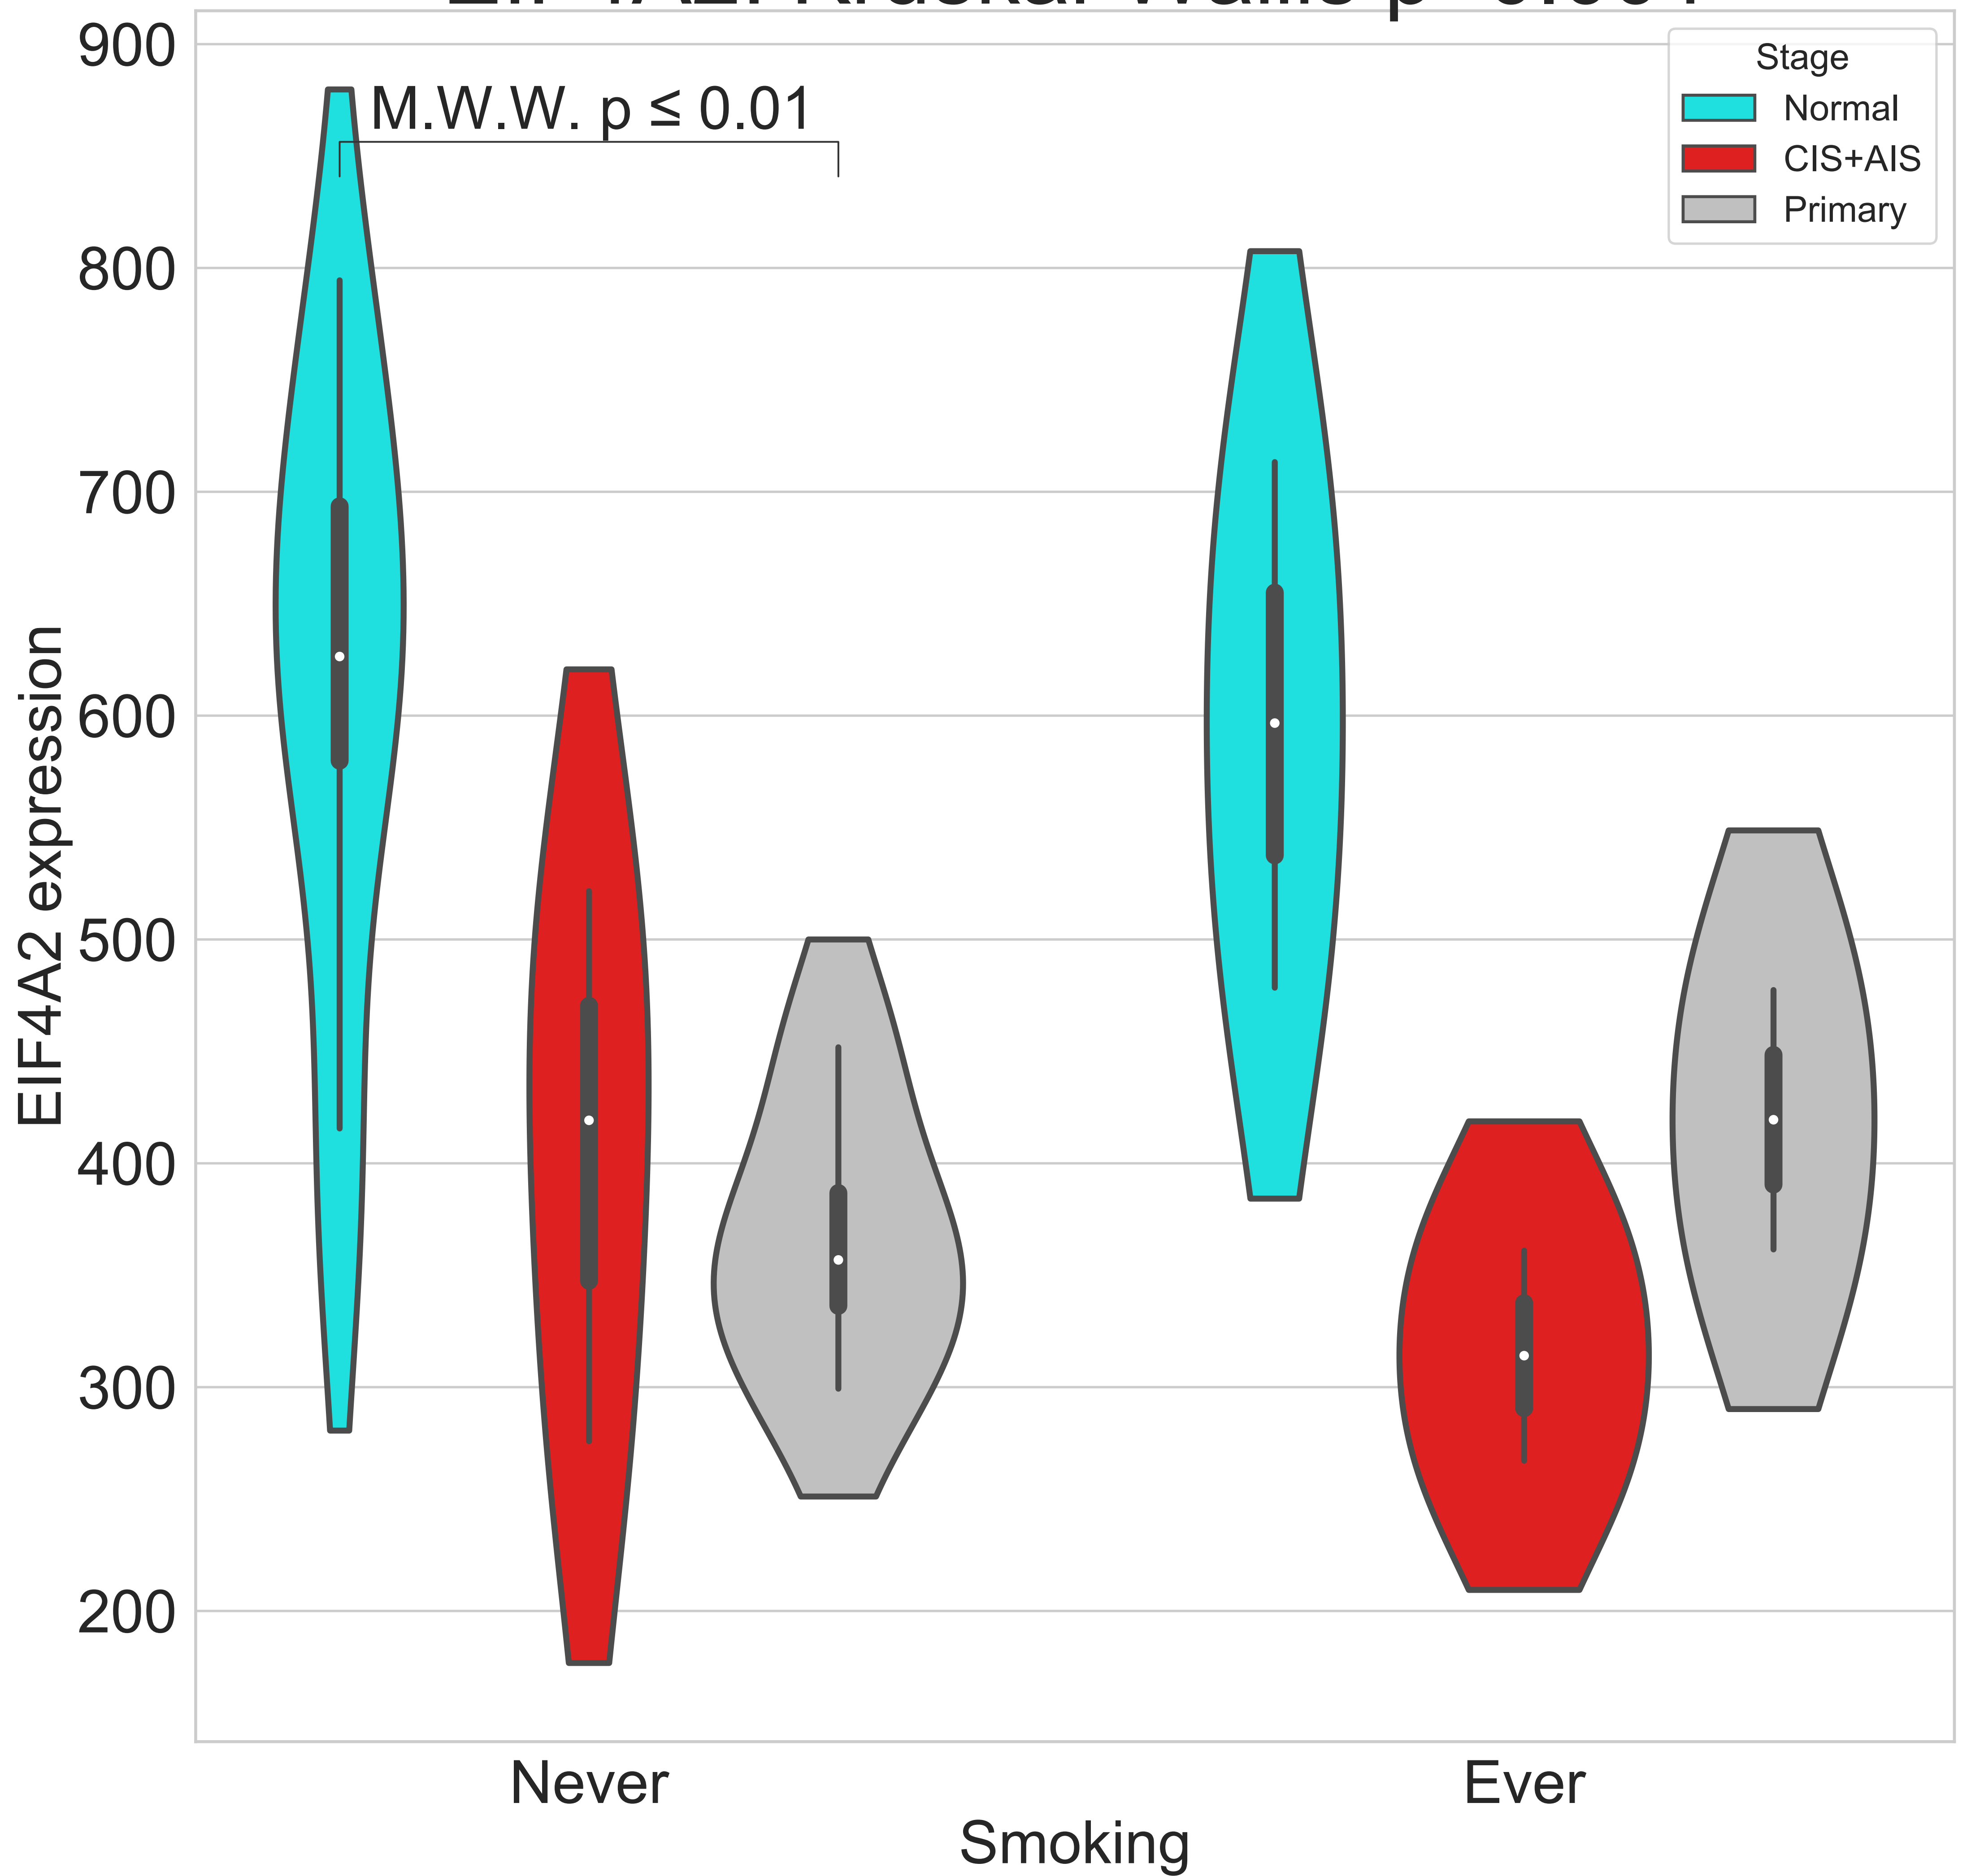 900
M.W.W. p ≤ 0.01
800
700
600
500
400
300
200
EIF4A2 expression
Stage
Normal
CIS+AIS
Primary
Never
Ever
Smoking